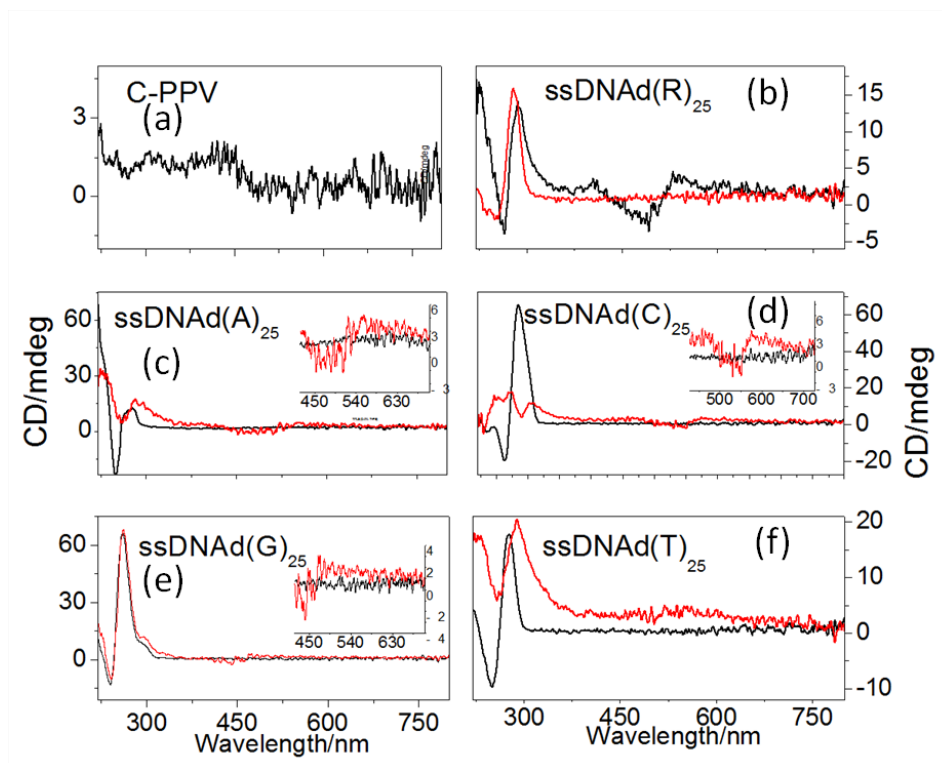 C-PPV
(a)
3
0
ssDNAd(R)25
(b)
15
10
5
0
-5
60
30
0
ssDNAd(A)25
(c)
6
3
0
- 3
450 540 630
CD/mdeg
ssDNAd(C)25
(d)
60
40
20
0
-20
6
3
0
- 3
500 600 700
CD/mdeg
60
30
0
ssDNAd(G)25
(e)
4
2
0
- 2
- 4
450 540 630
300 450 600 750
Wavelength/nm
ssDNAd(T)25
(f)
20
10
0
-10
300 450 600 750
Wavelength/nm